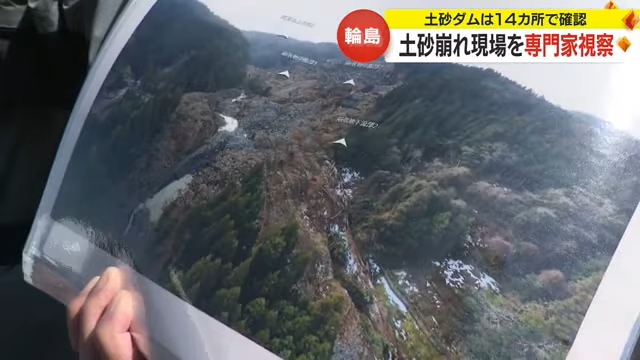 土砂ダムは14カ所で確認
輪島
土砂崩れ現場を専門家視察